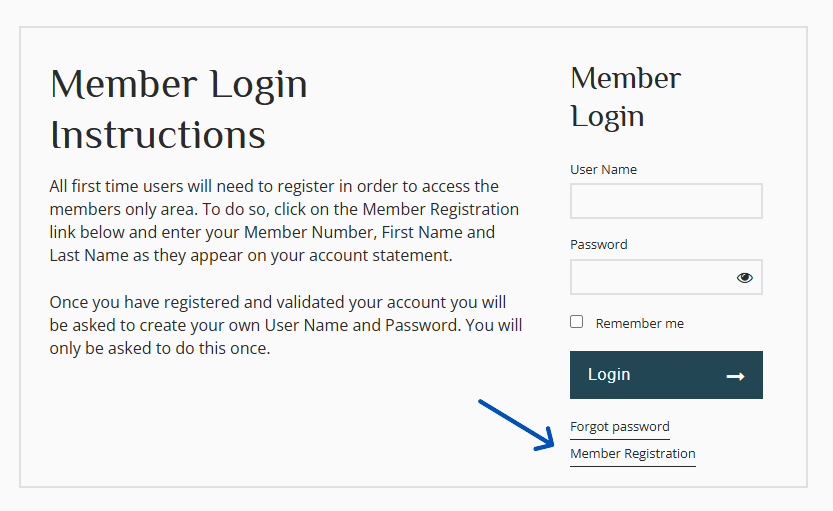 Member Login
Instructions
All first time users will need to register in order to access the
members only area. To do so, click on the Member Registration
link below and enter your Member Number, First Name and
Last Name as they appear on your account statement.
Once you have registered and validated your account you will
be asked to create your own User Name and Password. You will
only be asked to do this once.
Member
Login
User Name
Password
Remember me
Login
Forgot password
Member Registration